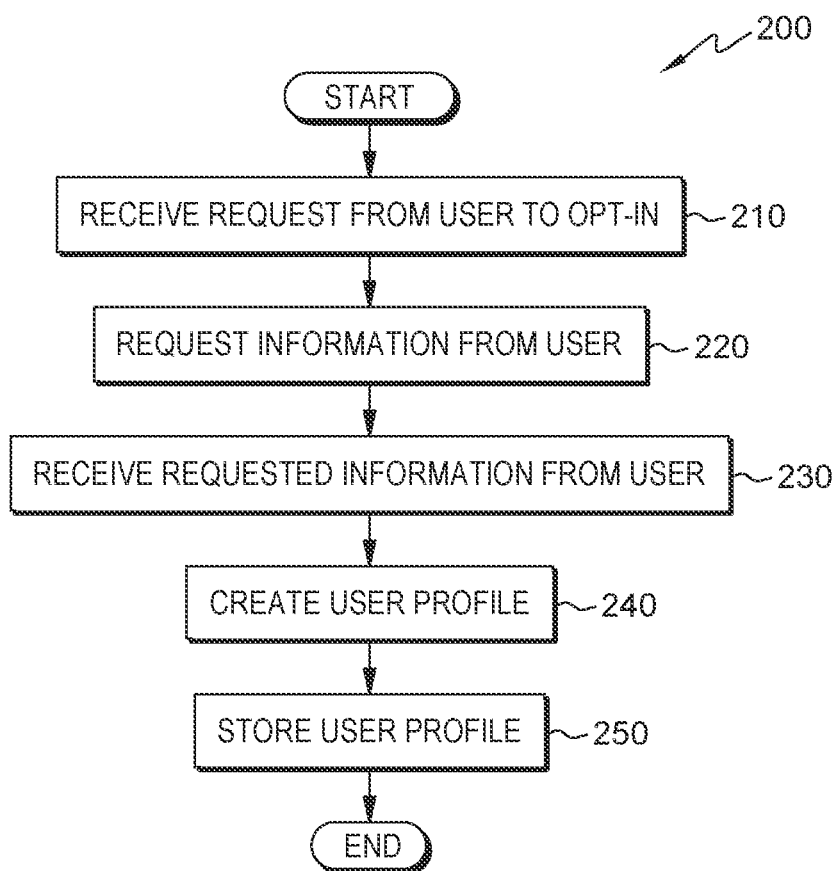 200
START
RECEIVE REQUEST FROM USER TO OPT-IN
210
REQUEST INFORMATION FROM USER
220
RECEIVE REQUESTED INFORMATION FROM USER
230
CREATE USER PROFILE
240
STORE USER PROFILE
250
END